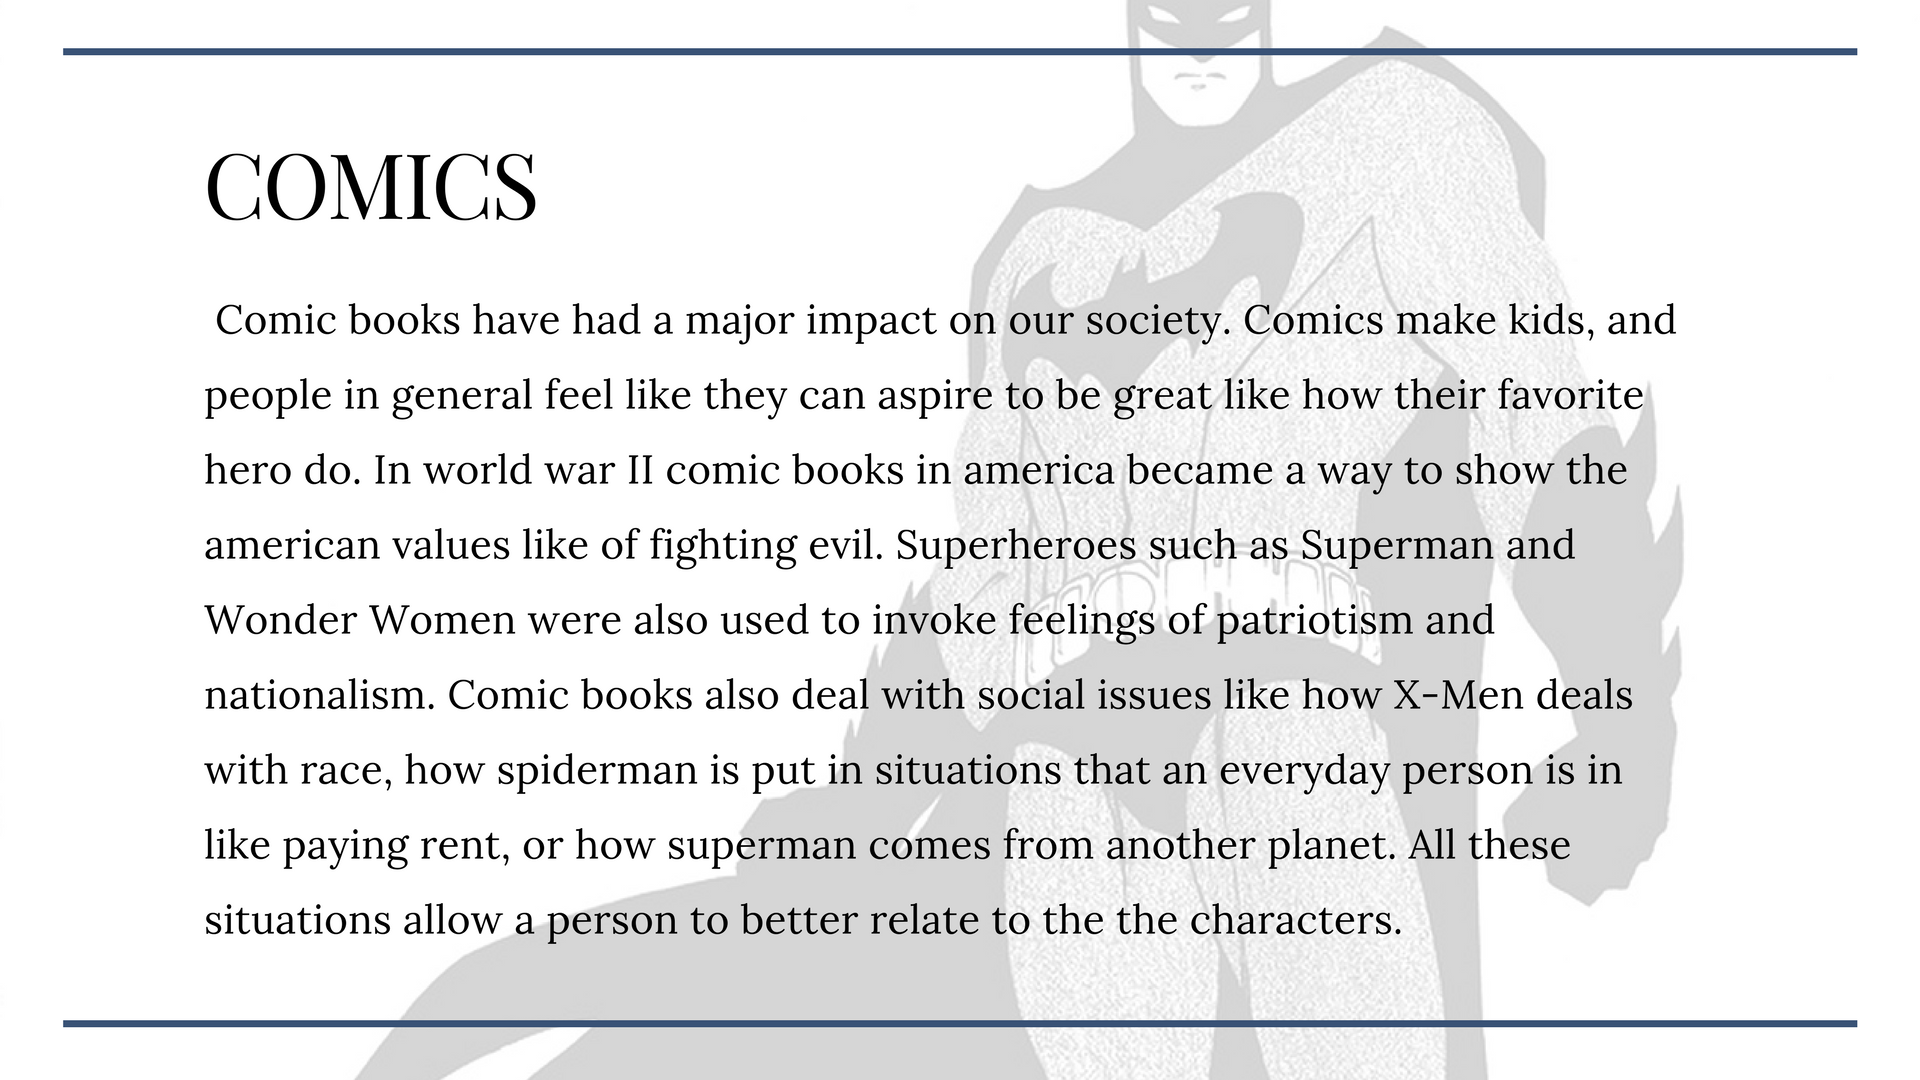 COMICS
Comic books have had a major impact on our society. Comics make kids, and
people in general feel like they can aspire to be great like how their favorite
hero do. In world war II comic books in america became a way to show the
american values like of fighting evil. Superheroes such as Superman and
Wonder Women were also used to invoke feelings of patriotism and
nationalism. Comic books also deal with social issues like how X-Men deals
with race, how spiderman is put in situations that an everyday person is in
like paying rent, or how superman comes from another planet. All these
situations allow a person to better relate to the the characters.